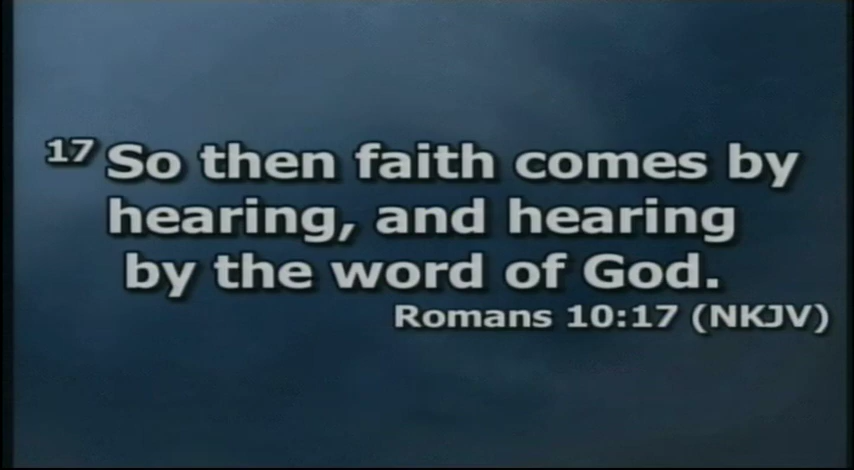 17 So then faith comes by
hearing, and hearing
by the word of God.
Romans 10:17 (NKJV)